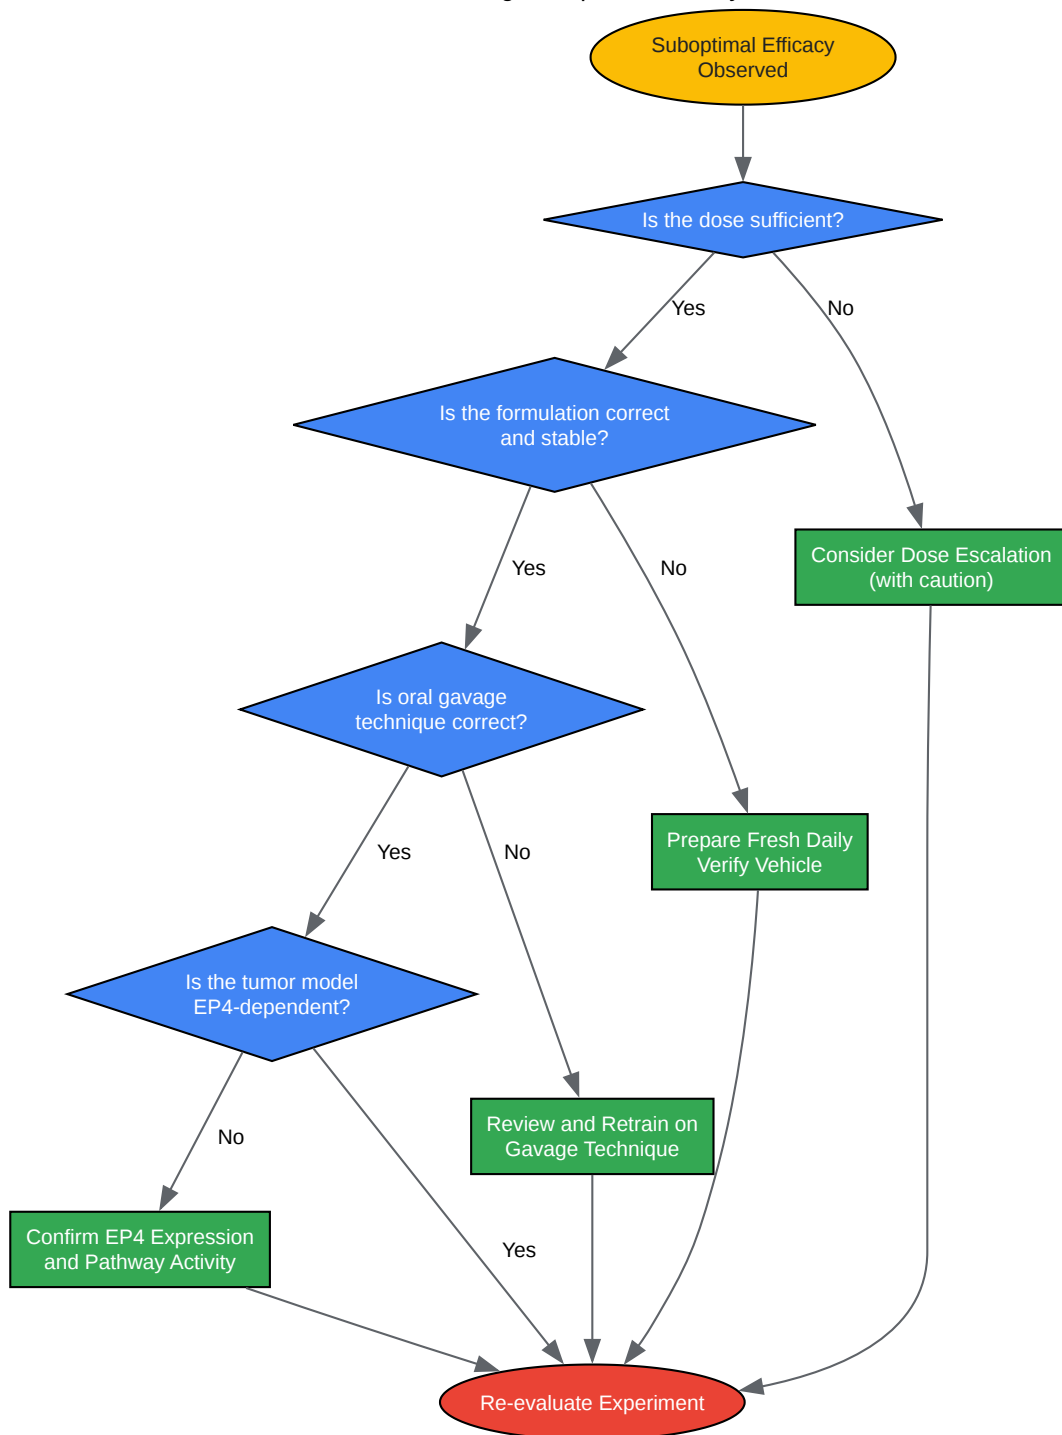 Suboptimal Efficacy
Observed
Is the dose sufficient?
Yes
No
Is the formulation correct
and stable?
Consider Dose Escalation
(with caution)
Yes
No
Is oral gavage
technique correct?
Prepare Fresh Daily
Verify Vehicle
Yes
No
Is the tumor model
EP4-dependent?
Review and Retrain on
Gavage Technique
No
Confirm EP4 Expression
and Pathway Activity
Yes
Re-evaluate Experiment